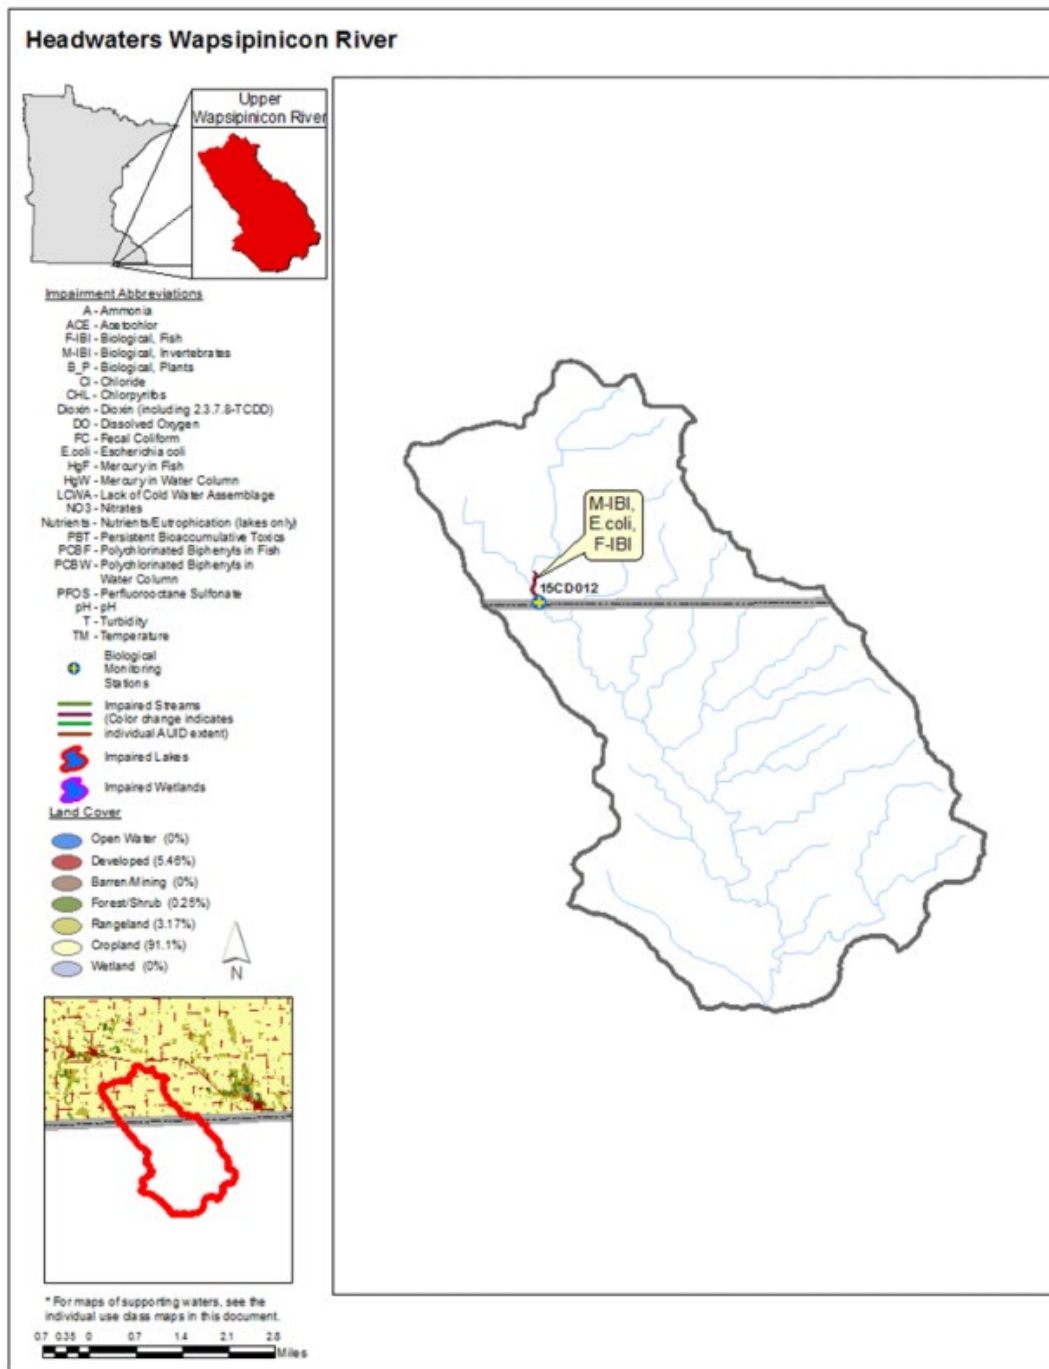 Headwaters Wapsipinicon River
Upper
Wapsipinicon River
Impairment Abbreviations
A - Ammonia
ACE - Acetochlor
F-IBI - Biological, Fish
M-IBI - Biological, Invertebrates
B_P - Biological, Plants
Cl - Chloride
CHL - Chlorpyrifos
Dioxin - Dioxin (including 2.3.7.8-TCDD)
DO - Dissolved Oxygen
FC - Fecal Coliform
E.coli - Escherichia coli
HgF - Mercury in Fish
HgW - Mercury in Water Column
LCWA - Lack of Cold Water Assemblage
NO3 - Nitrates
Nutrients - Nutrients/Eutrophication (lakes only)
PBT - Persistent Bioaccumulative Toxics
PCBF - Polychlorinated Biphenyls in Fish
PCBW - Polychlorinated Biphenyls in
Water Column
PFOS - Perfluorooctane Sulfonate
pH - pH
T - Turbidity
TM - Temperature
Biological
Monitoring
Stations
Impaired Streams
(Color change indicates
individual AUID extent)
Impaired Lakes
Impaired Wetlands
Land Cover
Open Water (0%)
Developed (5.46%)
Barren/Mining (0%)
Forest/Shrub (0.25%)
Rangeland (3.17%)
Cropland (91.1%)
Wetland (0%)
N
M-IBI,
E.coli,
F-IBI
15CD012
* For maps of supporting waters, see the
individual use class maps in this document.
0.7 0.35 0 0.7 1.4 2.1 2.8
Miles